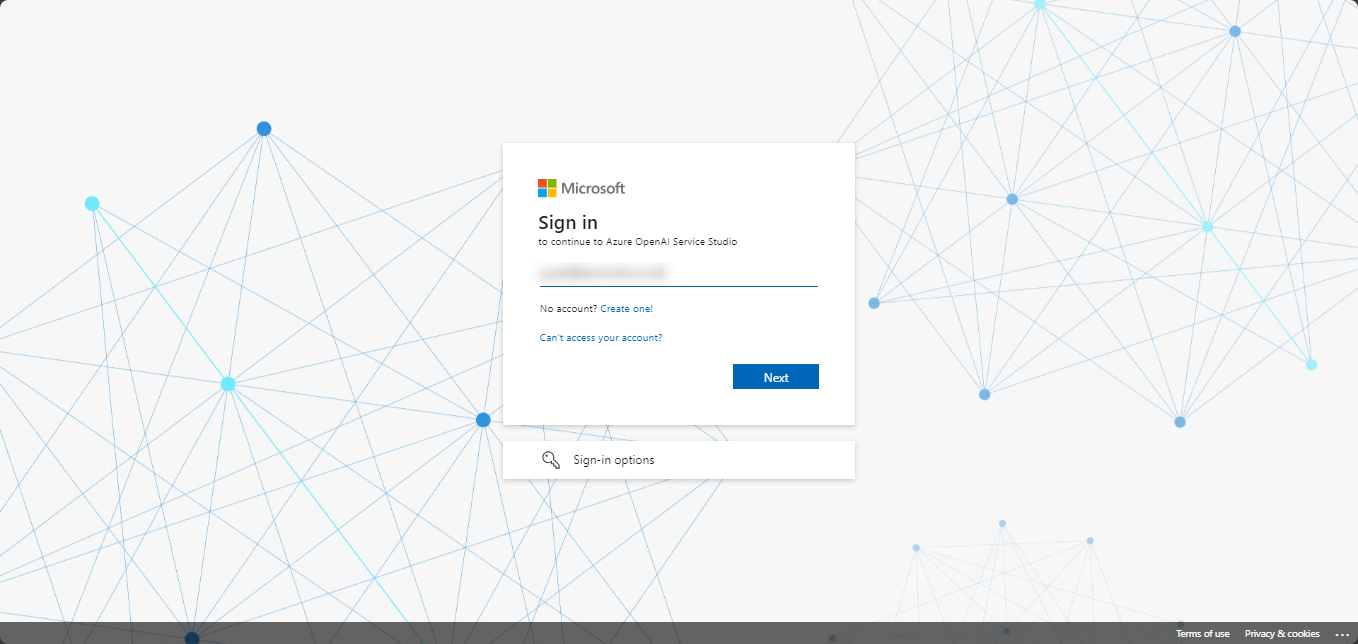 Microsoft
Sign in
to continue to Azure OpenAI Service Studio
No account? Create one!
Can't access your account?
Next
Sign-in options
Terms of use Privacy & cookies ...